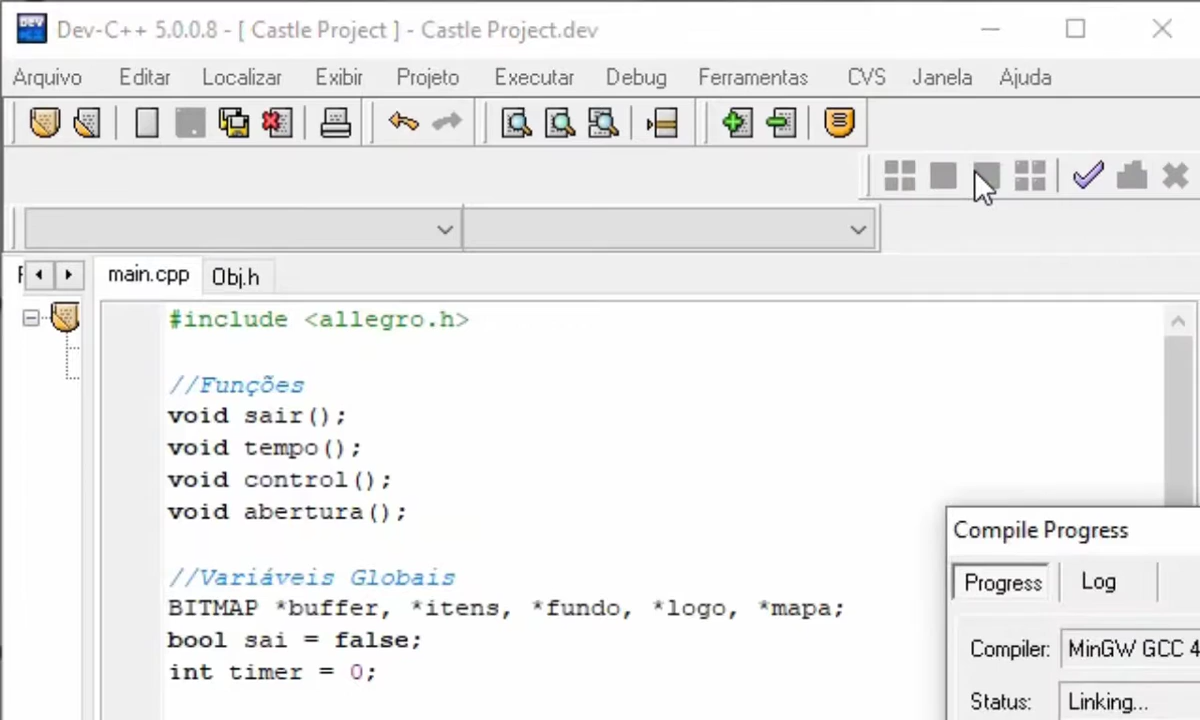 Dev-C++ 5.0.0.8 - [ Castle Project ] - Castle Project.dev
Arquivo Editar Localizar Exibir Projeto Executar Debug Ferramentas CVS Janela Ajuda
main.cpp Obj.h
#include <allegro.h>
//Funções
void sair();
void tempo();
void control();
void abertura();
//Variáveis Globais
BITMAP *buffer, *itens, *fundo, *logo, *mapa;
bool sai = false;
int timer = 0;
Compile Progress
Progress Log
Compiler: MinGW GCC 4
Status: Linking...